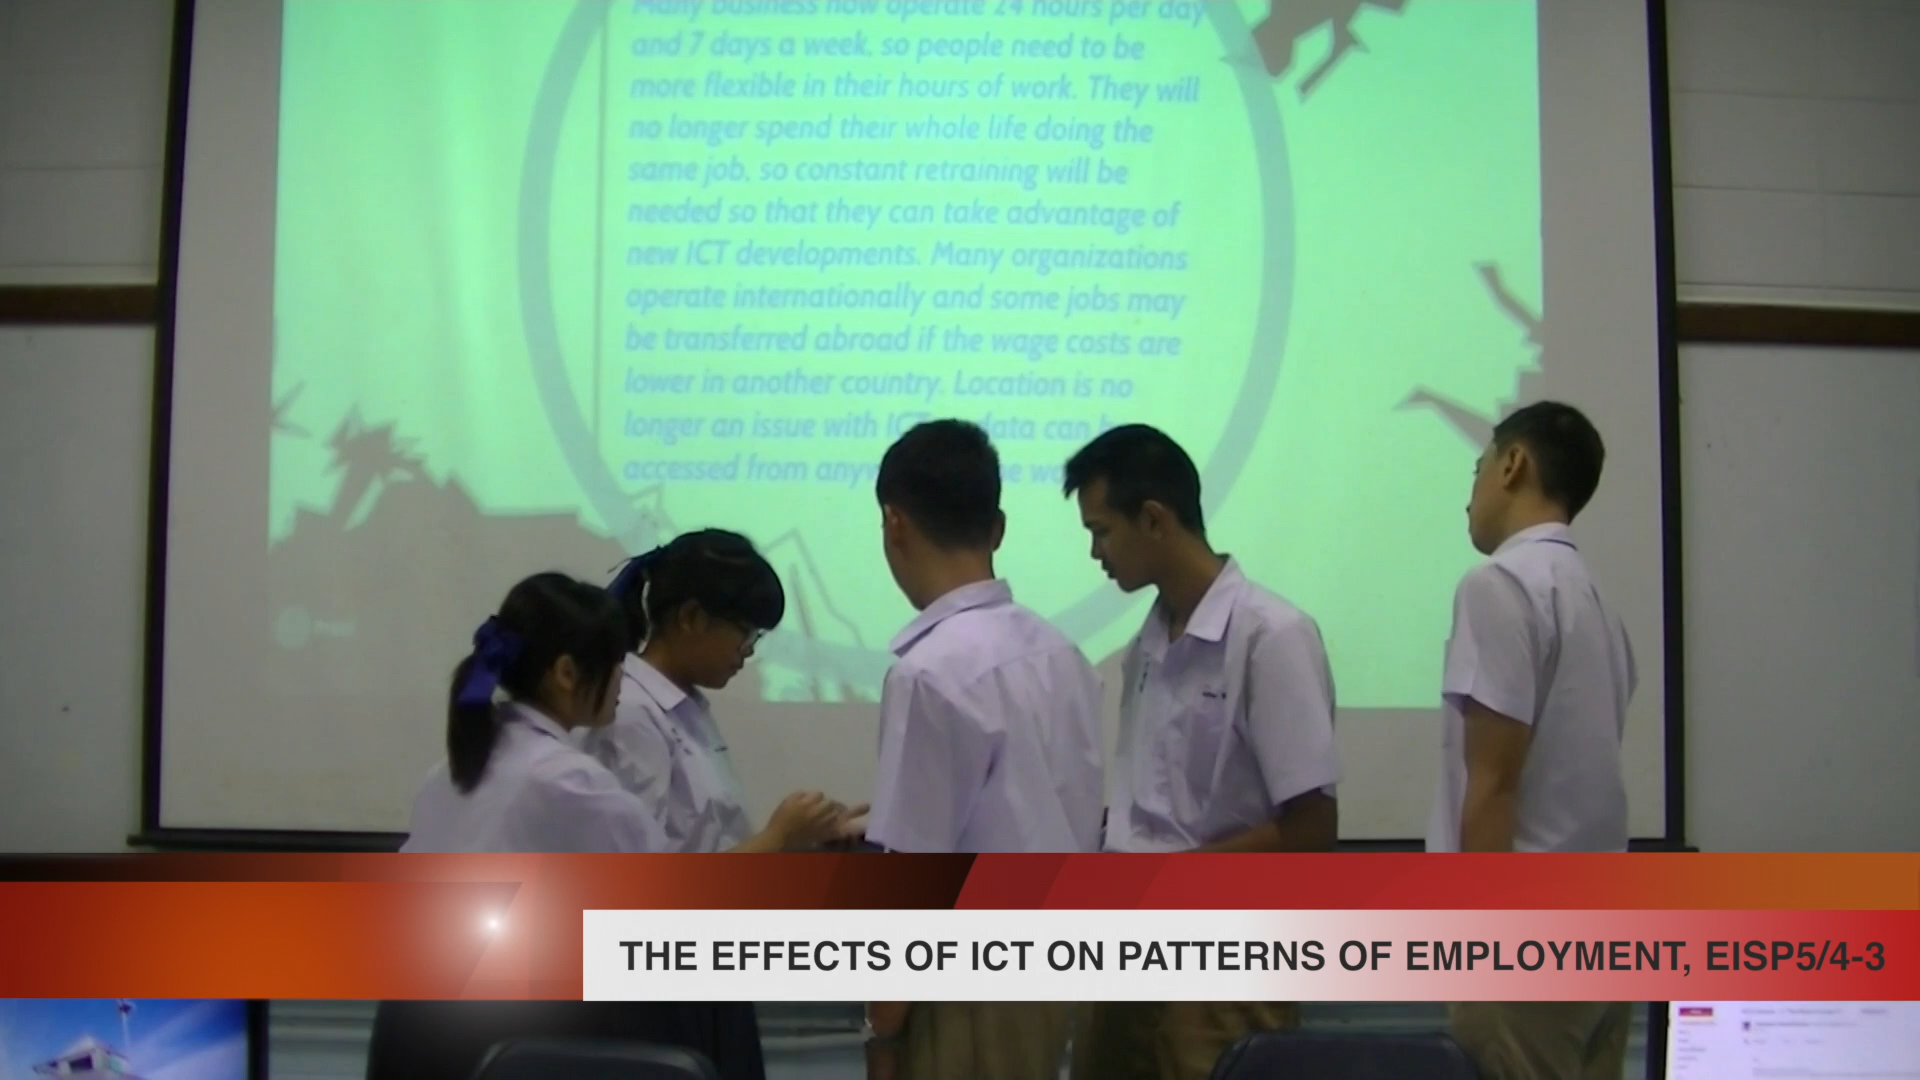 Many business now operate 24 hours per day
and 7 days a week, so people need to be
more flexible in their hours of work. They will
no longer spend their whole life doing the
same job, so constant retraining will be
needed so that they can take advantage of
new ICT developments. Many organizations
operate internationally and some jobs may
be transferred abroad if the wage costs are
lower in another country. Location is no
longer an issue with data can
accessed from
THE EFFECTS OF ICT ON PATTERNS OF EMPLOYMENT, EISP5/4-3